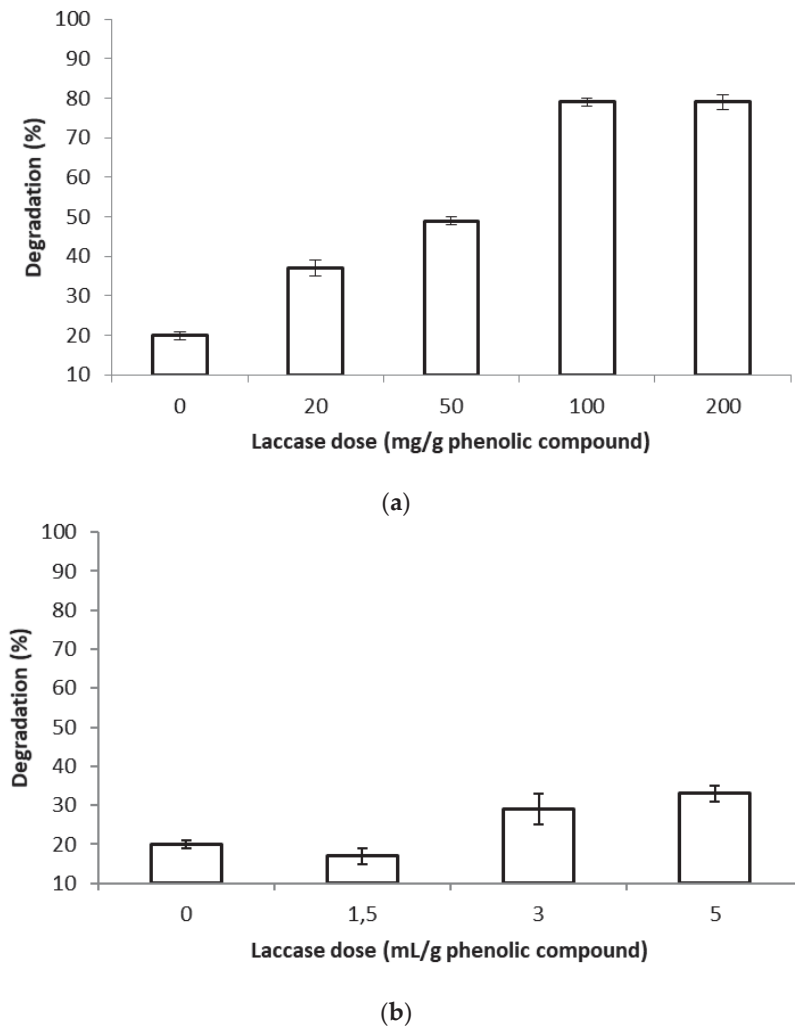 100
90
80
70
60
50
40
30
20
10
Degradation (%)
0 20 50 100 200
Laccase dose (mg/g phenolic compound)
(a)
100
90
80
70
60
50
40
30
20
10
Degradation (%)
0 1,5 3 5
Laccase dose (mL/g phenolic compound)
(b)